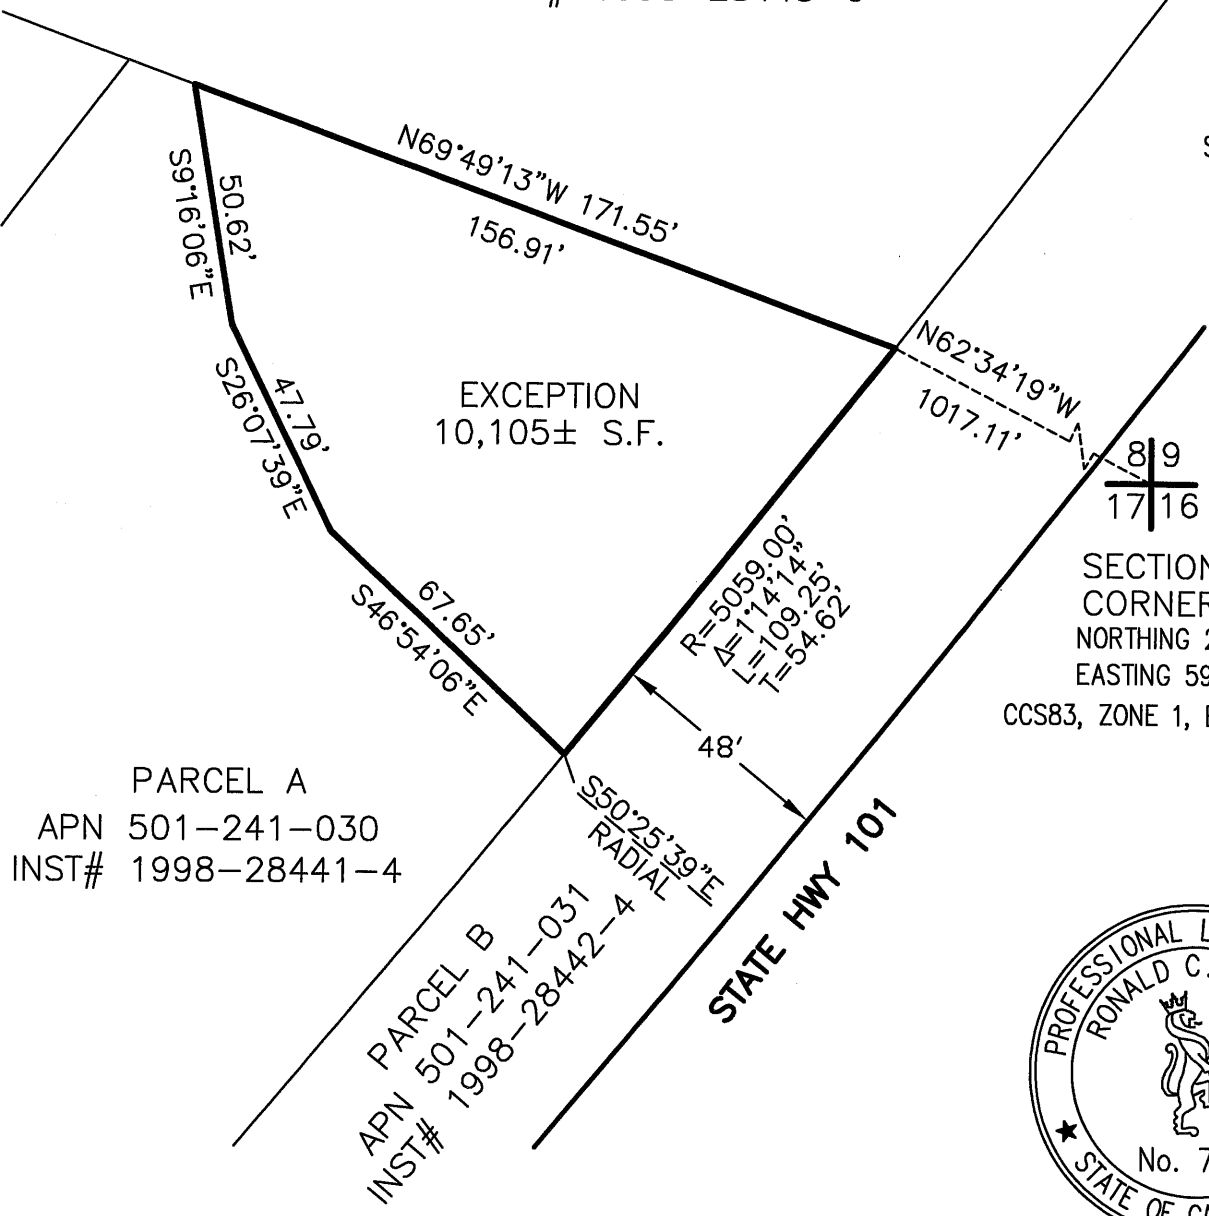 N69°49'13"W 171.55'
156.91'
50.62'
S9°16'06"E
47.79'
S26°07'39"E
EXCEPTION
10,105± S.F.
N62°34'19"W
1017.11'
8 9
17 16
SECTION
CORNER
NORTHING
EASTING 59
CCS83, ZONE 1,
67.65'
S46°54'06"E
R=5059.00'
Δ=1°14'14"
L=109.25'
T=54.62'
48'
S50°25'39"E
RADIAL
PARCEL A
APN 501-241-030
INST# 1998-28441-4
PARCEL B
APN 501-241-031
INST# 1998-28442-4
STATE HWY 101
PROFESSIONAL L
RONALD C.
No. 7
STATE OF